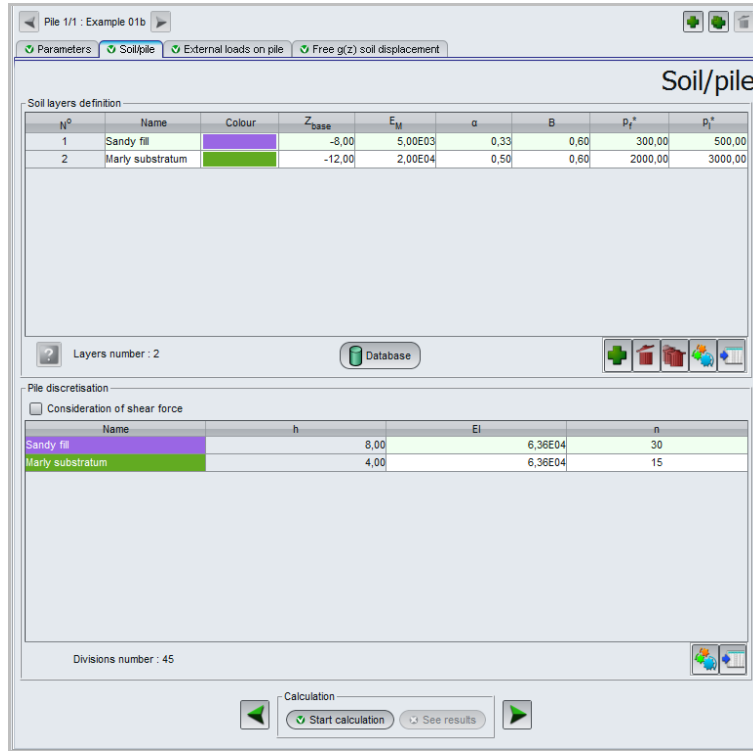 Pile 1/1 : Example 01b
Parameters Soil/pile External loads on pile Free g(z) soil displacement
Soil/pile
Soil layers definition
N° Name Colour Z_base E_M α B p_f* p_l*
1 Sandy fill -8,00 5,00E03 0,33 0,60 300,00 500,00
2 Marly substratum -12,00 2,00E04 0,50 0,60 2000,00 3000,00
? Layers number : 2 Database
Pile discretisation
Consideration of shear force
Name h EI n
Sandy fill 8,00 6,36E04 30
Marly substratum 4,00 6,36E04 15
Divisions number : 45
Calculation
Start calculation See results